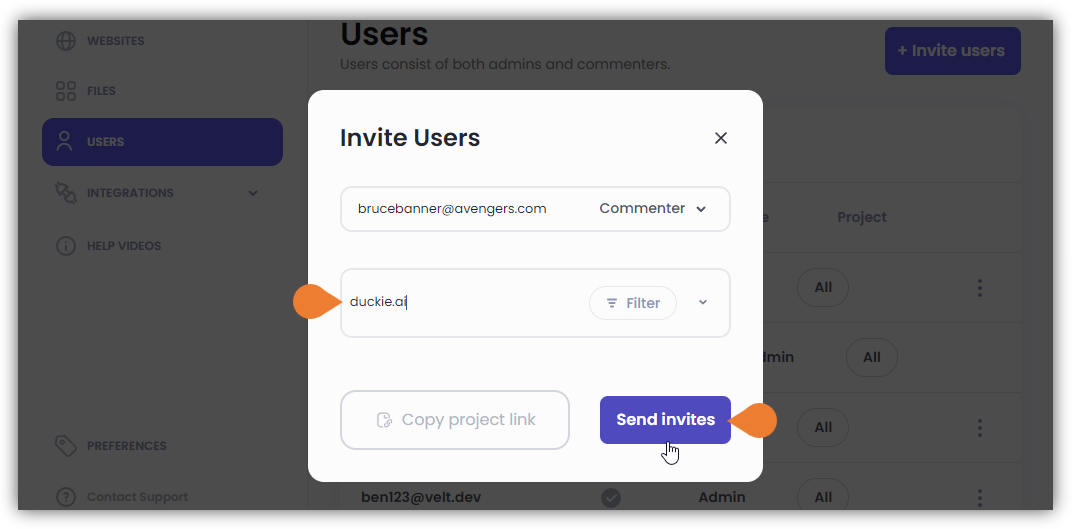 WEBSITES
FILES
USERS
INTEGRATIONS
HELP VIDEOS
PREFERENCES
Contact Support
Users
Users consist of both admins and commenters.
+ Invite users
Invite Users
brucebanner@avengers.com Commenter
duckie.ai Filter
Copy project link Send invites
Project
All
All
All
ben123@velt.dev Admin All